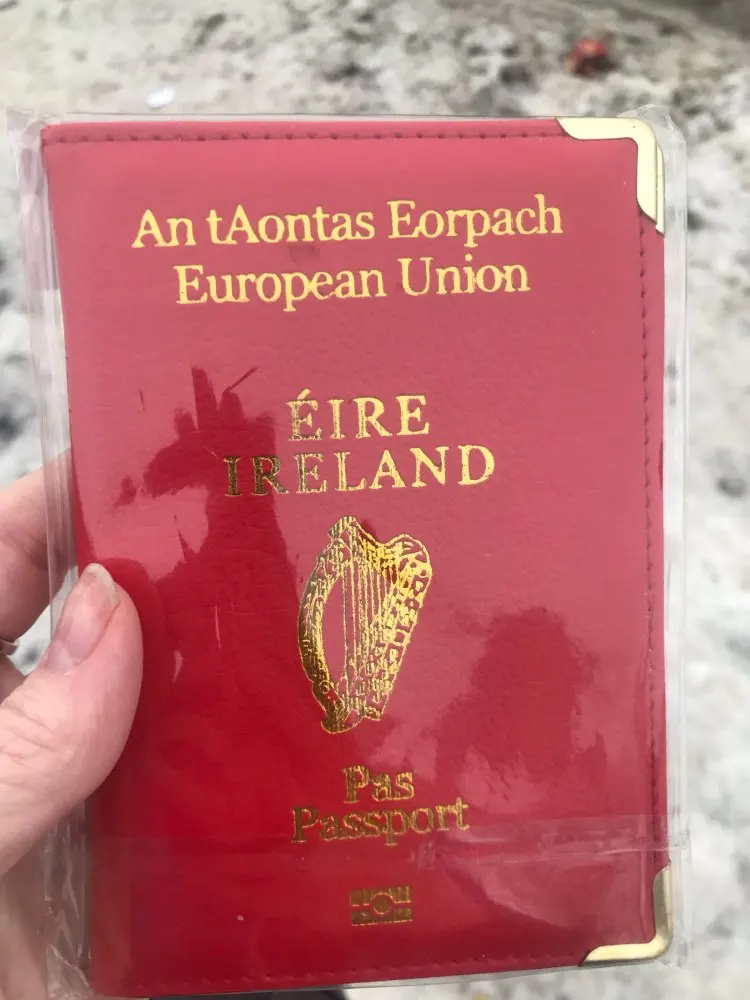 An tAontas Eorpach
European Union
ÉIRE
IRELAND
Pas
Passport